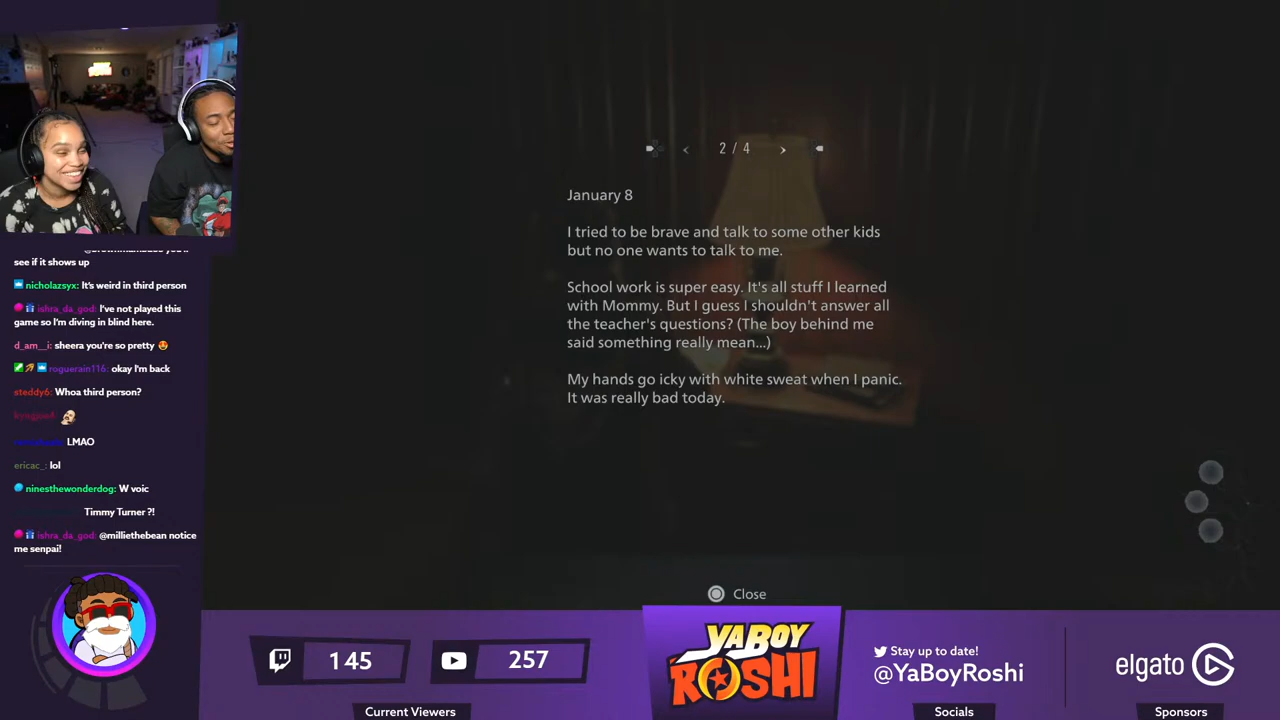 see if it shows up
nicholazsyx: It's weird in third person
ishra_da_god: I've not played this
game so I'm diving in blind here.
d_am__i: sheera you're so pretty
roguerain116: okay I'm back
steddy6: Whoa third person?
LMAO
ericac_: lol
ninesthewonderdog: W voic
Timmy Turner ?!
ishra_da_god: @milliethebean notice
me senpai!
2 / 4
January 8
I tried to be brave and talk to some other kids
but no one wants to talk to me.
School work is super easy. It's all stuff I learned
with Mommy. But I guess I shouldn't answer all
the teacher's questions? (The boy behind me
said something really mean...)
My hands go icky with white sweat when I panic.
It was really bad today.
Close
145
257
Current Viewers
YABOY
ROSHI
Stay up to date!
@YaBoyRoshi
Socials
elgato
Sponsors